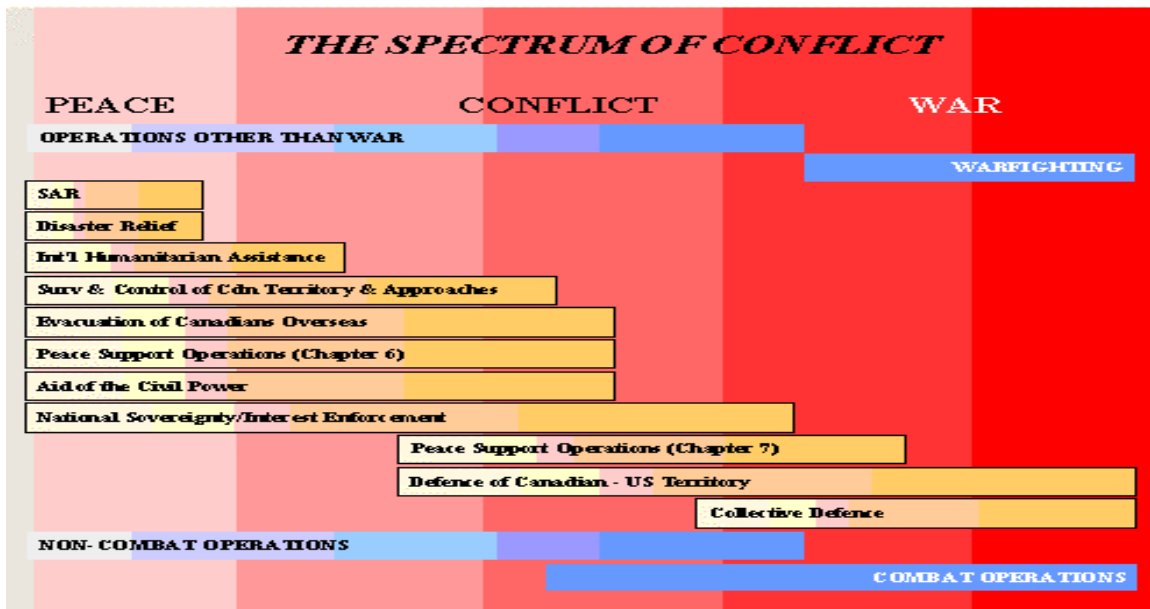 THE SPECTRUM OF CONFLICT
PEACE CONFLICT WAR
OPERATIONS OTHER THAN WAR
WARFIGHTING
SAR
Disaster Relief
Int'l Humanitarian Assistance
Surv & Control of Cdn Territory & Approaches
Evacuation of Canadians Overseas
Peace Support Operations (Chapter 6)
Aid of the Civil Power
National Sovereignty/Interest Enforcement
Peace Support Operations (Chapter 7)
Defence of Canadian - US Territory
Collective Defence
NON- COMBAT OPERATIONS
COMBAT OPERATIONS